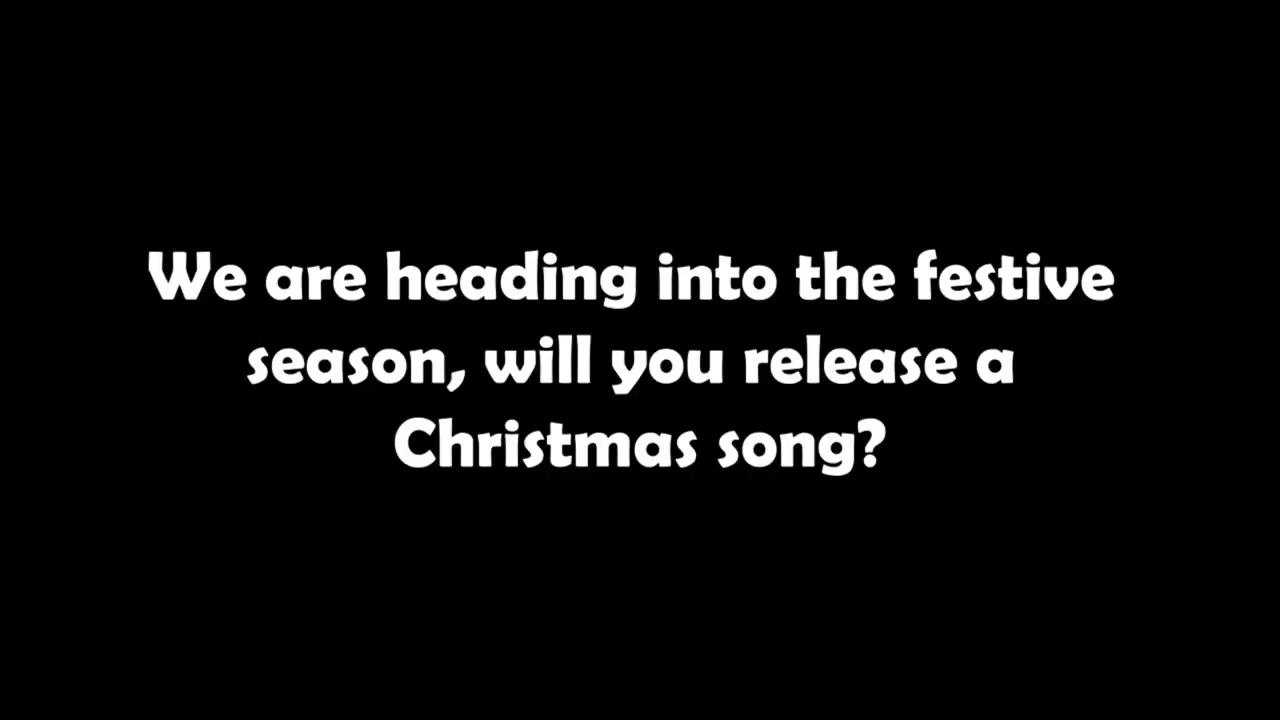 We are heading into the festive
season, will you release a
Christmas song?